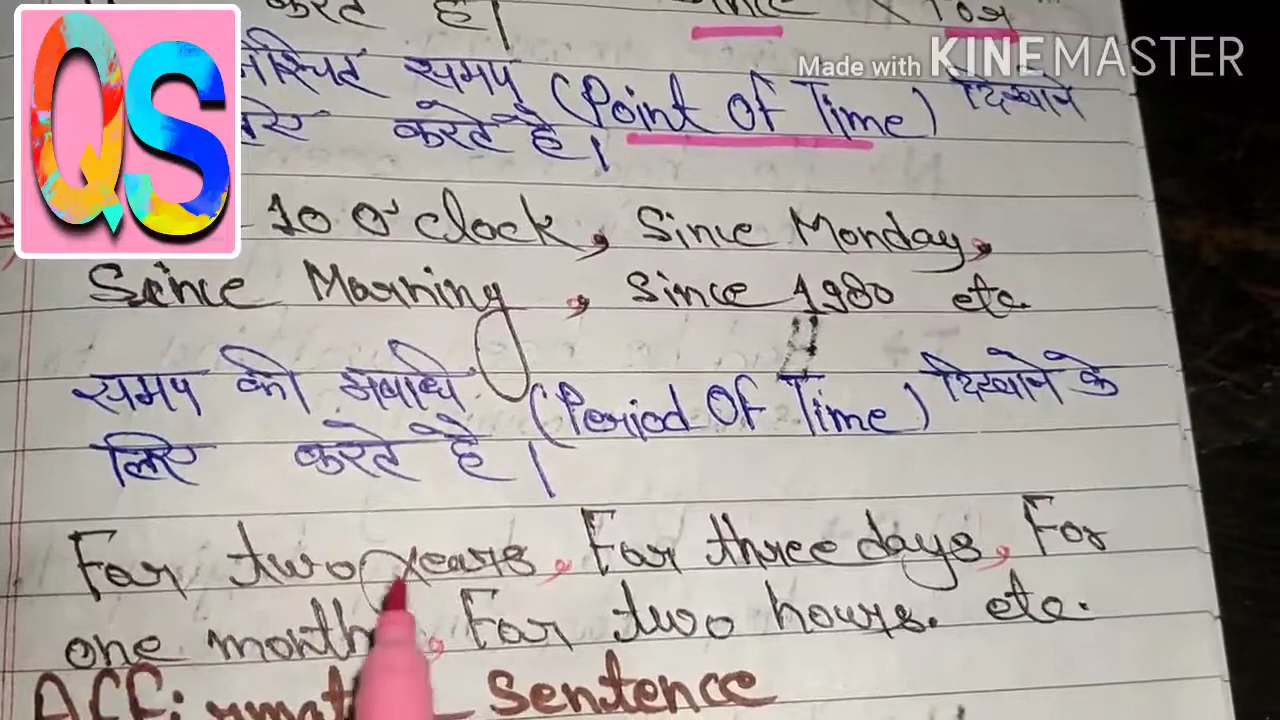 करते है।
QS
Made with KINEMASTER
समय (Point Of Time) दिखाने
करते है।
10 O'clock, Since Monday,
Since Morning, Since 1980 etc.
समय की अवधि (Period Of Time) दिखाने के
लिए करते है।
For two years, For three days, For
one month, For two hours. etc.
Sentence